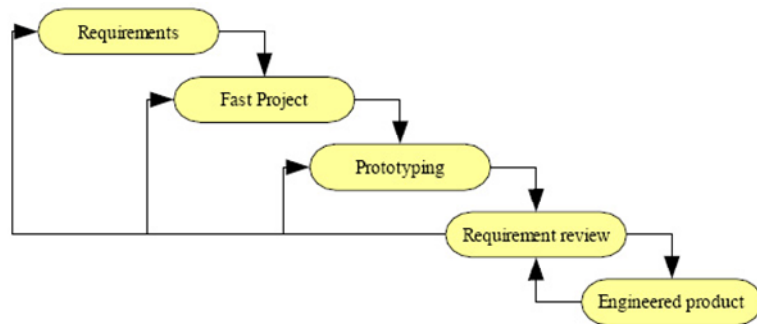 Requirements
Fast Project
Prototyping
Requirement review
Engineered product